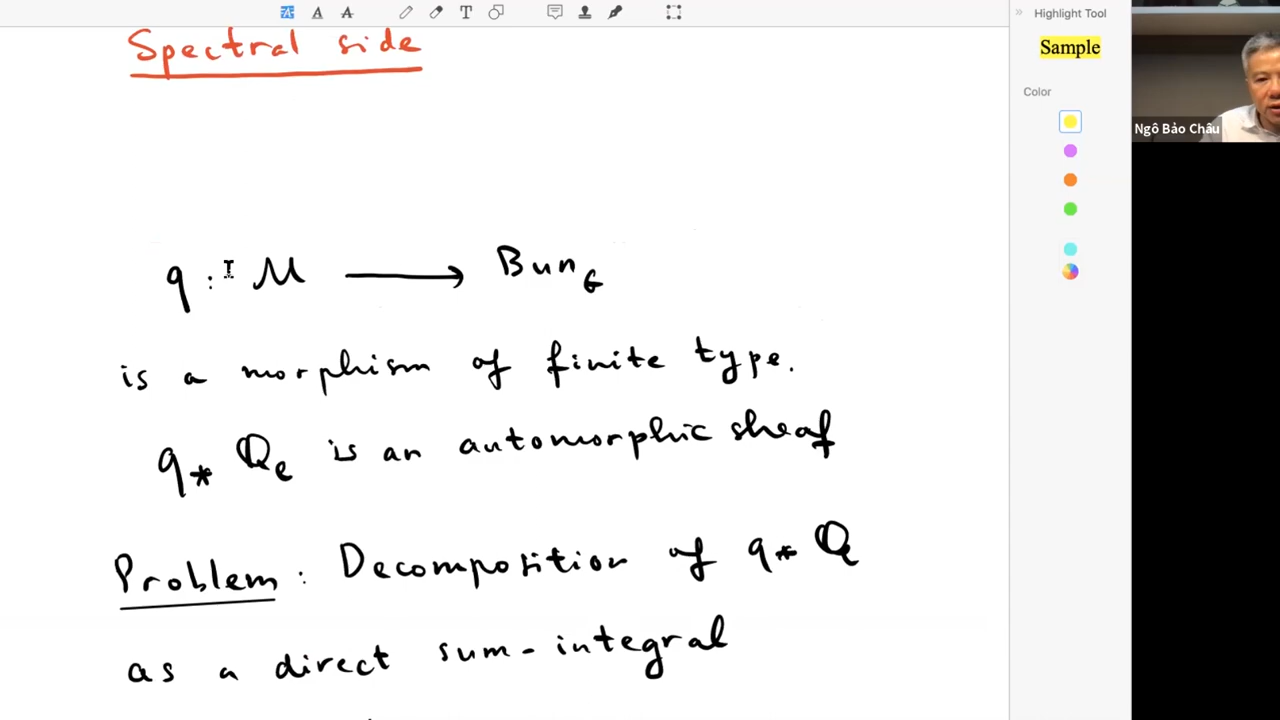 Highlight Tool
Sample
Color
Ngô Bảo Châu
Spectral side
q : M ⟶ Bun_G
is a morphism of finite type.
q_* ℚ_ℓ is an automorphic sheaf
Problem : Decomposition of q_* ℚ_ℓ
as a direct sum-integral